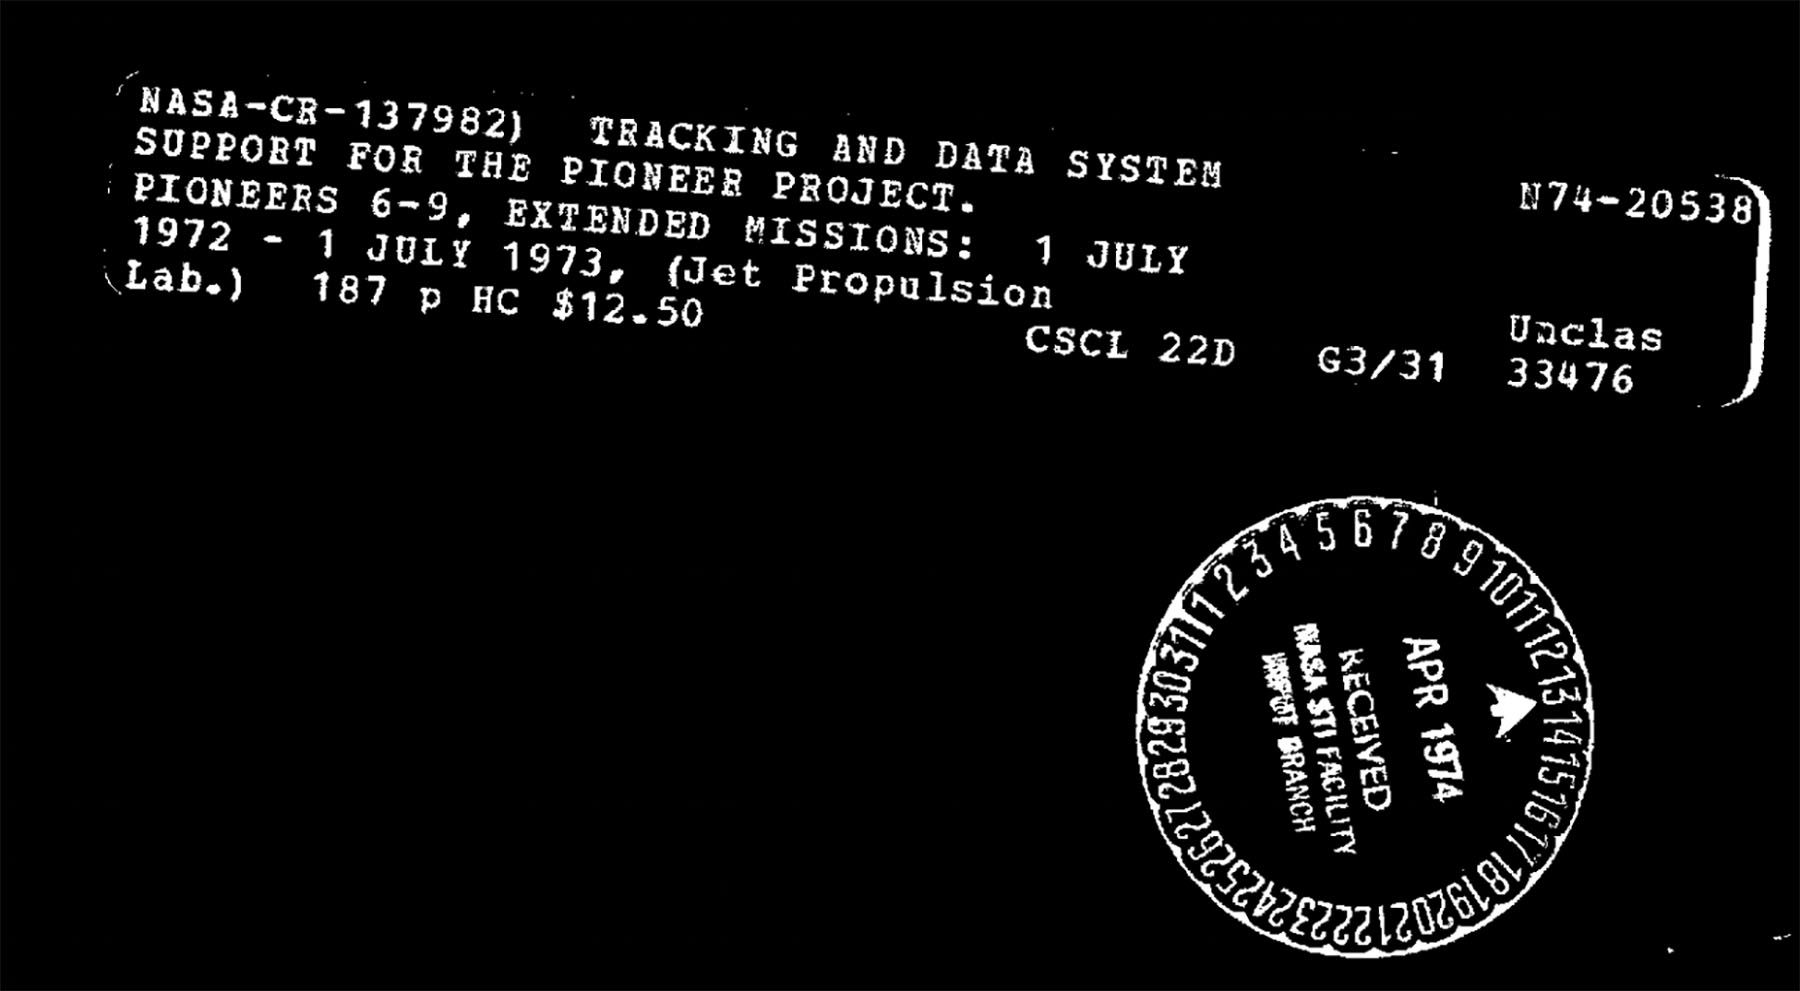 NASA-CR-137982) TRACKING AND DATA SYSTEM
SUPPORT FOR THE PIONEER PROJECT.
PIONEERS 6-9, EXTENDED MISSIONS: 1 JULY
1972 - 1 JULY 1973, (Jet Propulsion
Lab.) 187 p HC $12.50
CSCL 22D
N74-20538
G3/31
Unclas
33476
1 2 3 4 5 6 7 8 9 10 11 12 13 14 15 16 17 18 19 20 21 22 23 24 25 26 27 28 29 30 31
APR 1974
RECEIVED
NASA STI FACILITY
INPUT BRANCH